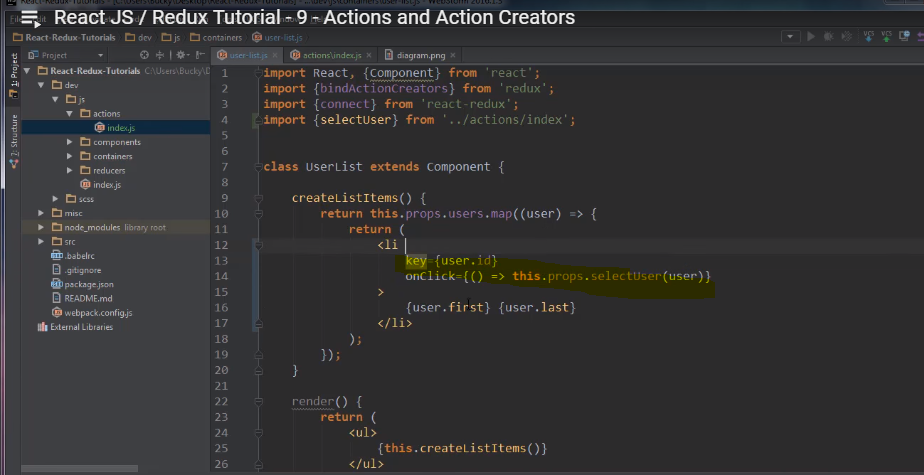 React JS / Redux Tutorial - 9 - Actions and Action Creators
React-Redux-Tutorials
dev
js
containers
user-list.js
Project
user-list.js
actions\index.js
diagram.png
1: Project
7: Structure
React-Redux-Tutorials
dev
js
actions
index.js
components
containers
reducers
index.js
scss
misc
node_modules library root
src
.babelrc
.gitignore
package.json
README.md
webpack.config.js
External Libraries
1 import React, {Component} from 'react';
2 import {bindActionCreators} from 'redux';
3 import {connect} from 'react-redux';
4 import {selectUser} from '../actions/index';
5
6
7 class UserList extends Component {
8
9 createListItems() {
10 return this.props.users.map((user) => {
11 return (
12 <li
13 key={user.id}
14 onClick={() => this.props.selectUser(user)}
15 >
16 {user.first} {user.last}
17 </li>
18 );
19 });
20 }
21
22 render() {
23 return (
24 <ul>
25 {this.createListItems()}
26 </ul>